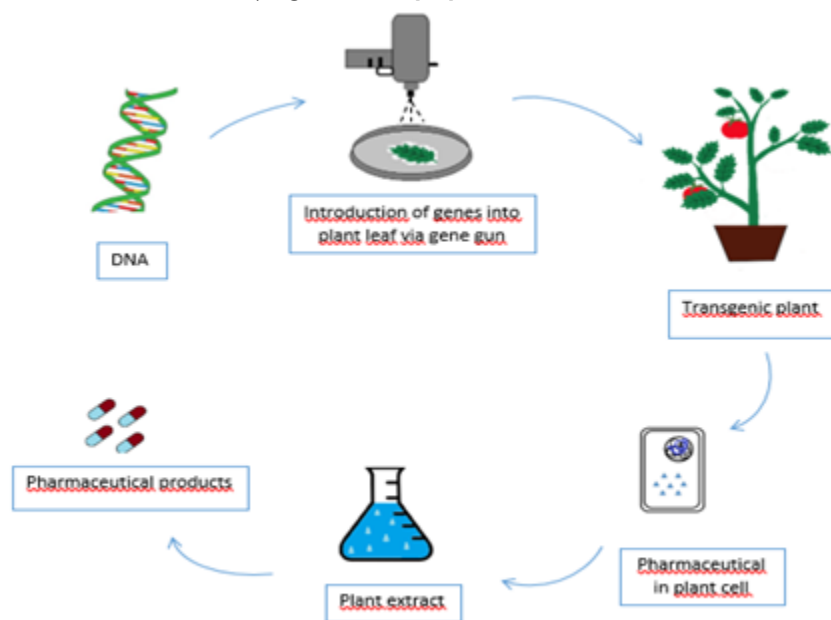 DNA
Introduction of genes into
plant leaf via gene gun
Transgenic plant
Pharmaceutical
in plant cell
Plant extract
Pharmaceutical products